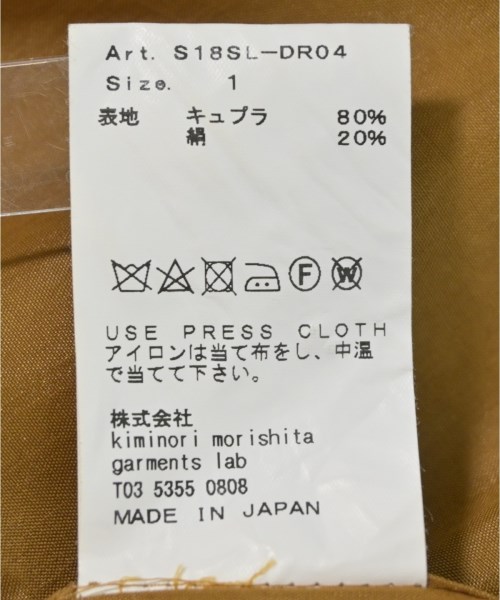 Art. S18SL-DR04
Size. 1
表地 キュプラ 80%
絹 20%
F W
USE PRESS CLOTH
アイロンは当て布をし、中温
で当てて下さい。
株式会社
kiminori morishita
garments lab
T03 5355 0808
MADE IN JAPAN